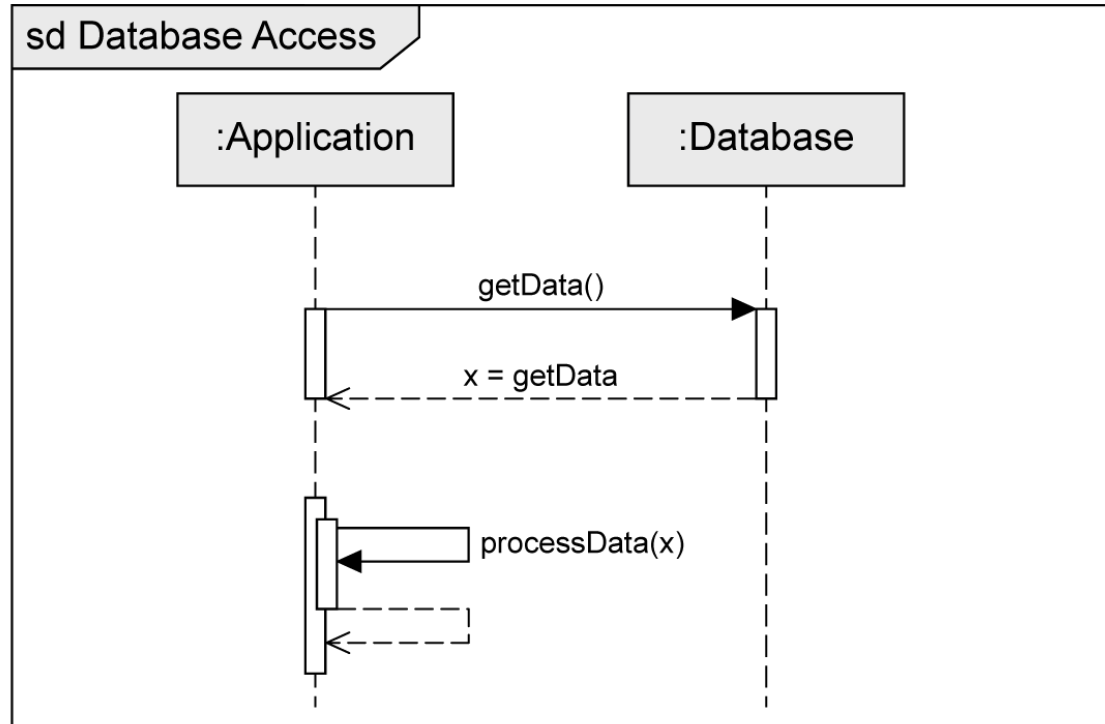 sd Database Access
:Application
:Database
getData()
x = getData
processData(x)